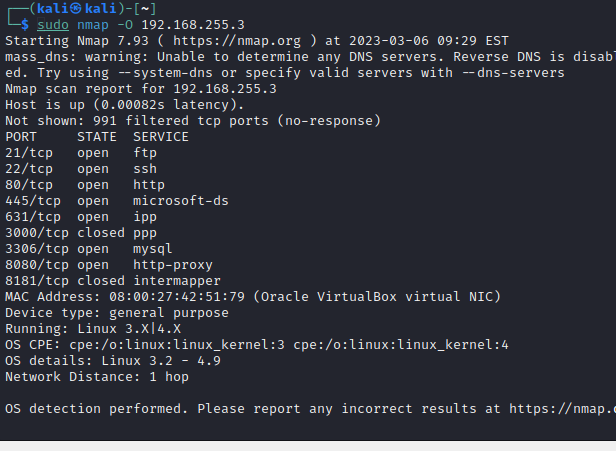 ┌──(kali㉿kali)-[~]
└─$ sudo nmap -O 192.168.255.3
Starting Nmap 7.93 ( https://nmap.org ) at 2023-03-06 09:29 EST
mass_dns: warning: Unable to determine any DNS servers. Reverse DNS is disabl
ed. Try using --system-dns or specify valid servers with --dns-servers
Nmap scan report for 192.168.255.3
Host is up (0.00082s latency).
Not shown: 991 filtered tcp ports (no-response)
PORT     STATE  SERVICE
21/tcp   open   ftp
22/tcp   open   ssh
80/tcp   open   http
445/tcp  open   microsoft-ds
631/tcp  open   ipp
3000/tcp closed ppp
3306/tcp open   mysql
8080/tcp open   http-proxy
8181/tcp closed intermapper
MAC Address: 08:00:27:42:51:79 (Oracle VirtualBox virtual NIC)
Device type: general purpose
Running: Linux 3.X|4.X
OS CPE: cpe:/o:linux:linux_kernel:3 cpe:/o:linux:linux_kernel:4
OS details: Linux 3.2 - 4.9
Network Distance: 1 hop
OS detection performed. Please report any incorrect results at https://nmap.o